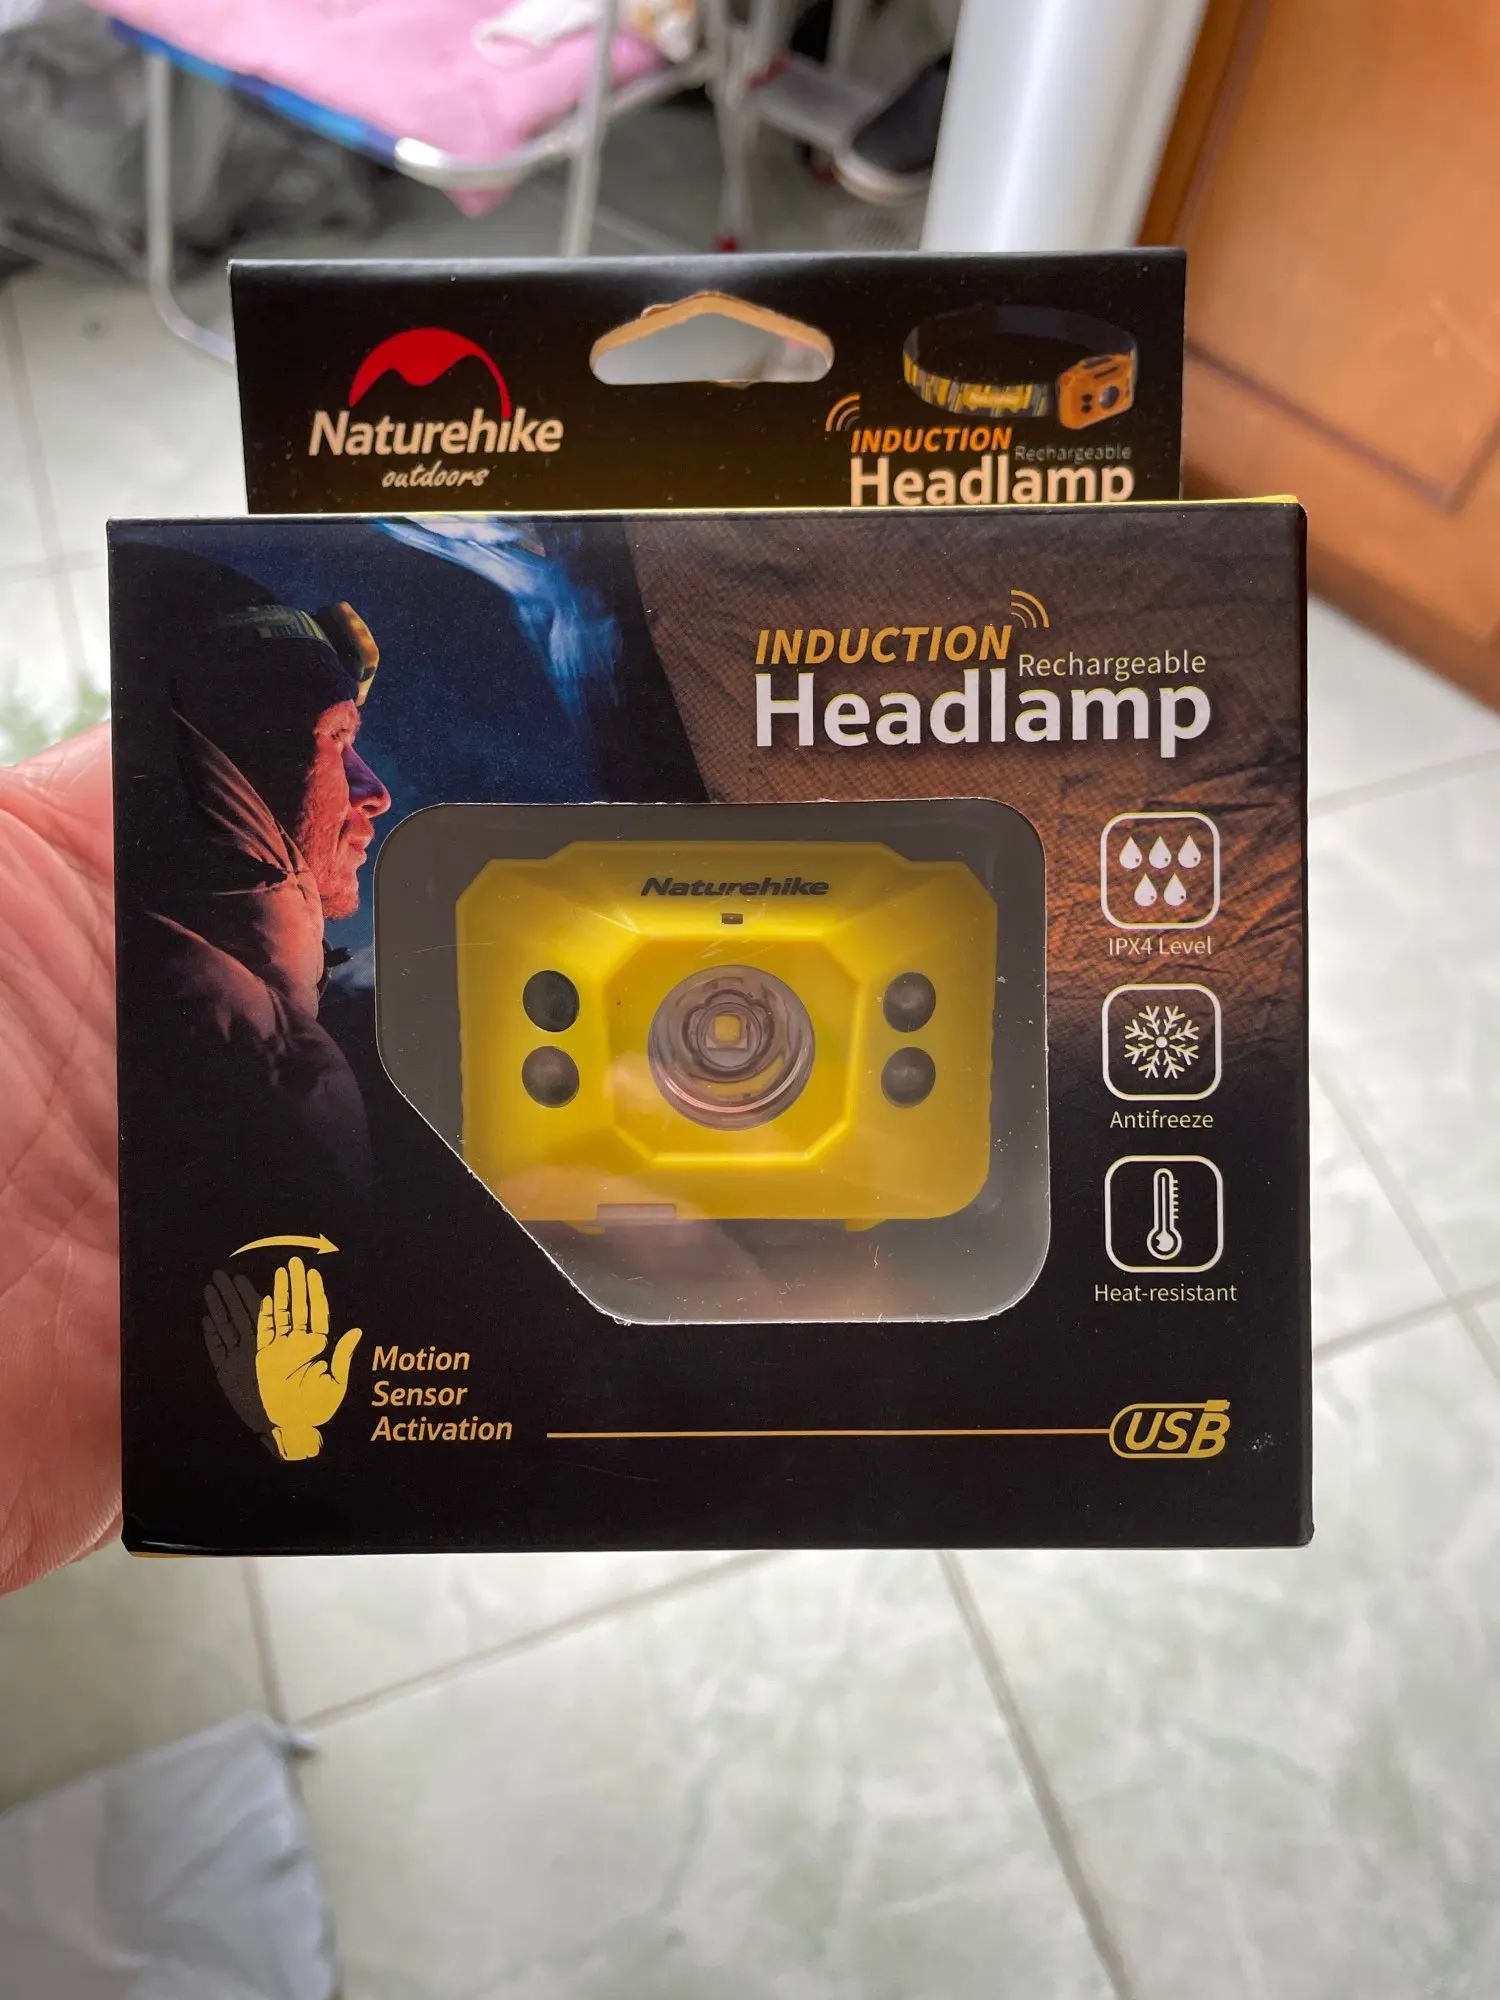 Naturehike
outdoors
INDUCTION
Rechargeable
Headlamp
INDUCTION
Rechargeable
Headlamp
Naturehike
IPX4 Level
Antifreeze
Heat-resistant
Motion
Sensor
Activation
USB